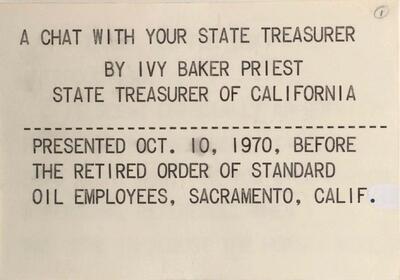 1
A CHAT WITH YOUR STATE TREASURER
BY IVY BAKER PRIEST
STATE TREASURER OF CALIFORNIA
PRESENTED OCT. 10, 1970, BEFORE
THE RETIRED ORDER OF STANDARD
OIL EMPLOYEES, SACRAMENTO, CALIF.